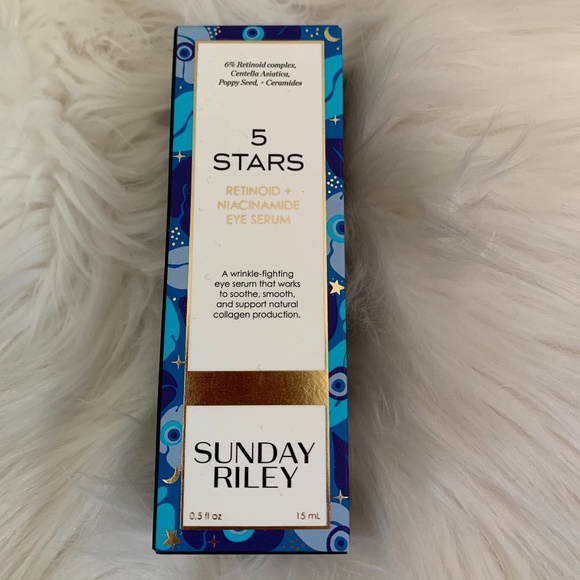 6% Retinoid complex,
Centella Asiatica,
Poppy Seed, + Ceramides
5
STARS
RETINOID +
NIACINAMIDE
EYE SERUM
A wrinkle-fighting
eye serum that works
to soothe, smooth,
and support natural
collagen production.
SUNDAY
RILEY
0.5 fl oz 15 mL